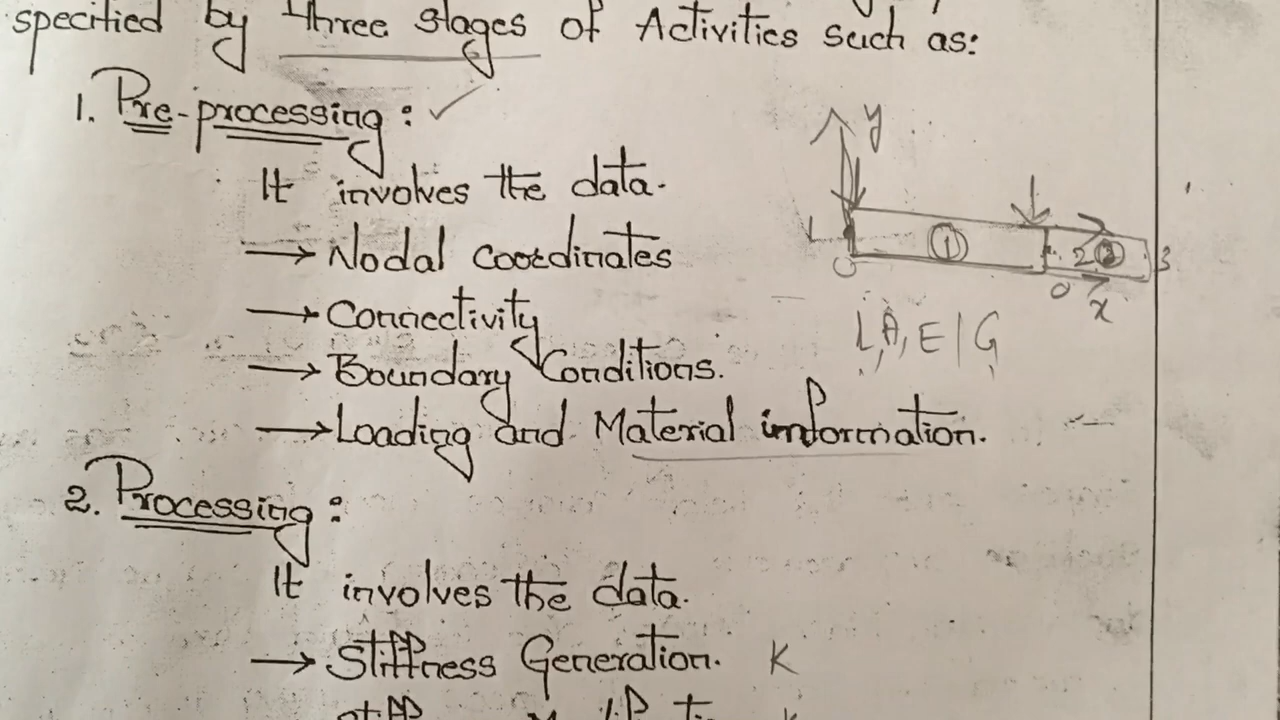 specified by three stages of Activities such as:
1. Pre-processing:
It involves the data.
y
→ Nodal coordinates
1 2 2 3
→ Connectivity
x
L, A, E | G
→ Boundary Conditions.
→ Loading and Material information.
2. Processing:
It involves the data.
→ Stiffness Generation. K